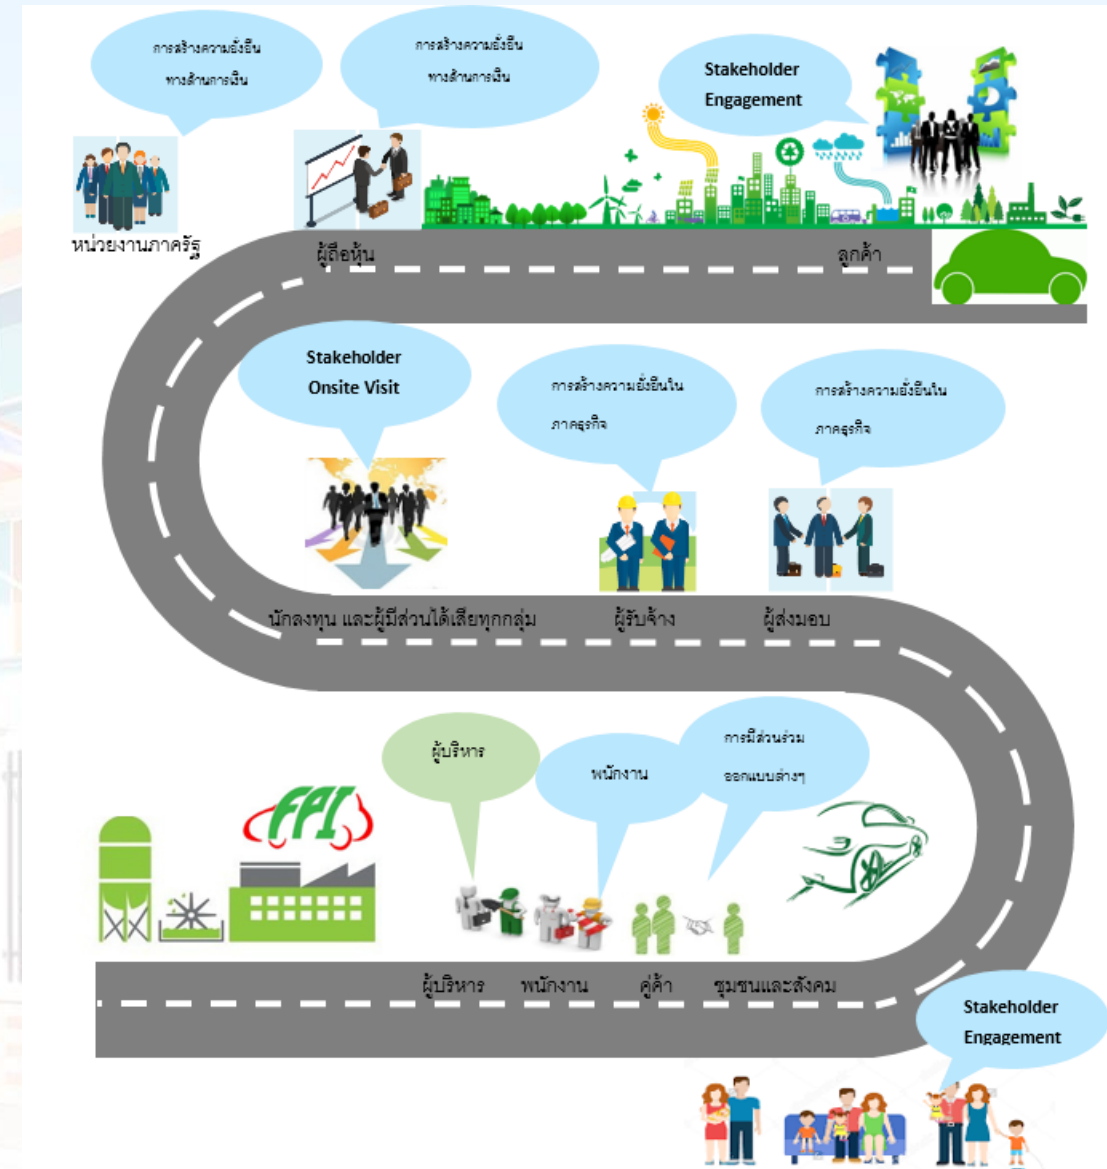 การสร้างความยั่งยืน
ทางด้านการเงิน
การสร้างความยั่งยืน
ทางด้านการเงิน
Stakeholder
Engagement
หน่วยงานภาครัฐ
ผู้ถือหุ้น
ลูกค้า
Stakeholder
Onsite Visit
การสร้างความยั่งยืนใน
ภาคธุรกิจ
การสร้างความยั่งยืนใน
ภาคธุรกิจ
นักลงทุน และผู้มีส่วนได้เสียทุกกลุ่ม
ผู้รับจ้าง
ผู้ส่งมอบ
ผู้บริหาร
พนักงาน
การมีส่วนร่วม
ออกแบบต่างๆ
FPI
ผู้บริหาร
พนักงาน
คู่ค้า
ชุมชนและสังคม
Stakeholder
Engagement